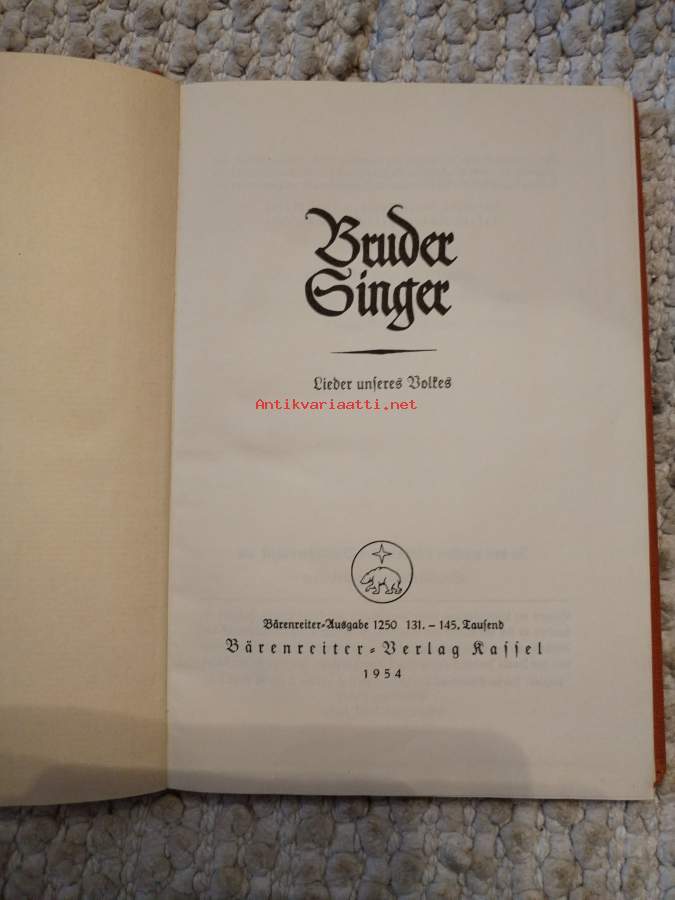 Bruder
Singer
Lieder unseres Volkes
Antikvariaatti.net
Bärenreiter-Ausgabe 1250 131. – 145. Tausend
Bärenreiter-Verlag Kassel
1954